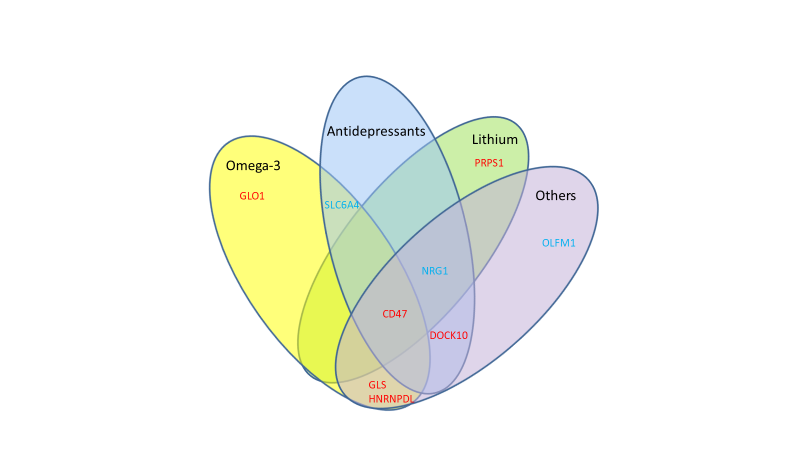 Antidepressants
Lithium
Omega-3
PRPS1
GLO1
Others
SLC6A4
OLFM1
NRG1
CD47
DOCK10
GLS
HNRNPDL